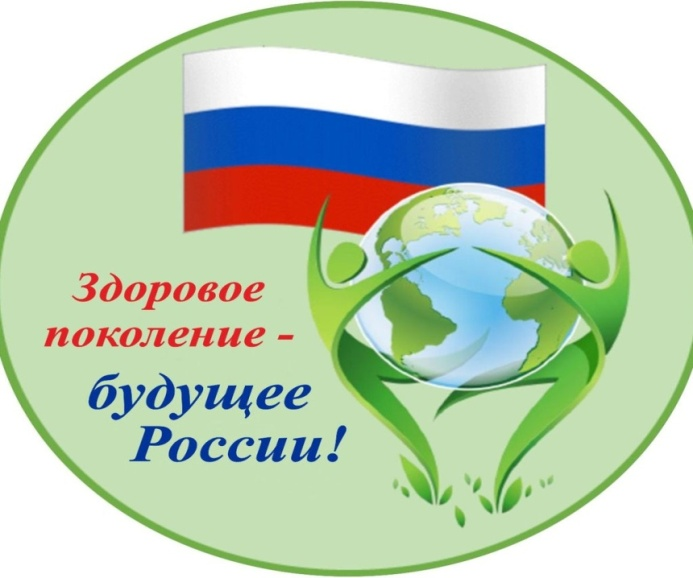 Здоровое
поколение -
будущее
России!